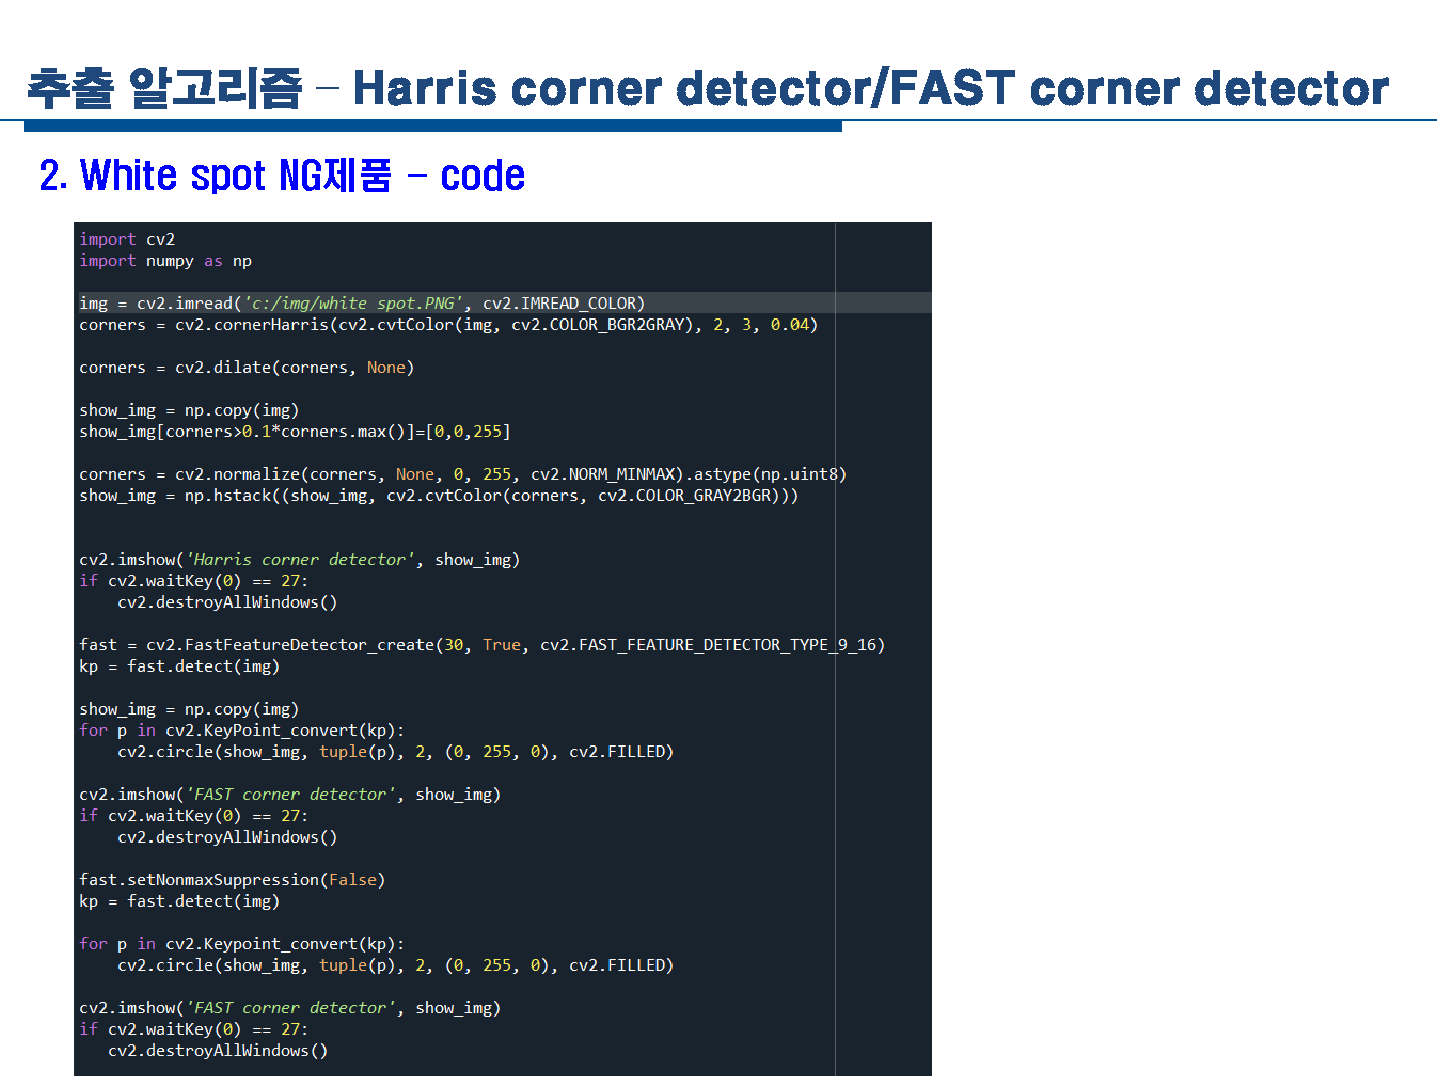 추출 알고리즘 – Harris corner detector/FAST corner detector
2. White spot NG제품 – code
import cv2
import numpy as np
img = cv2.imread('c:/img/white spot.PNG', cv2.IMREAD_COLOR)
corners = cv2.cornerHarris(cv2.cvtColor(img, cv2.COLOR_BGR2GRAY), 2, 3, 0.04)
corners = cv2.dilate(corners, None)
show_img = np.copy(img)
show_img[corners>0.1*corners.max()]=[0,0,255]
corners = cv2.normalize(corners, None, 0, 255, cv2.NORM_MINMAX).astype(np.uint8)
show_img = np.hstack((show_img, cv2.cvtColor(corners, cv2.COLOR_GRAY2BGR)))
cv2.imshow('Harris corner detector', show_img)
if cv2.waitKey(0) == 27:
    cv2.destroyAllWindows()
fast = cv2.FastFeatureDetector_create(30, True, cv2.FAST_FEATURE_DETECTOR_TYPE_9_16)
kp = fast.detect(img)
show_img = np.copy(img)
for p in cv2.KeyPoint_convert(kp):
    cv2.circle(show_img, tuple(p), 2, (0, 255, 0), cv2.FILLED)
cv2.imshow('FAST corner detector', show_img)
if cv2.waitKey(0) == 27:
    cv2.destroyAllWindows()
fast.setNonmaxSuppression(False)
kp = fast.detect(img)
for p in cv2.Keypoint_convert(kp):
    cv2.circle(show_img, tuple(p), 2, (0, 255, 0), cv2.FILLED)
cv2.imshow('FAST corner detector', show_img)
if cv2.waitKey(0) == 27:
   cv2.destroyAllWindows()